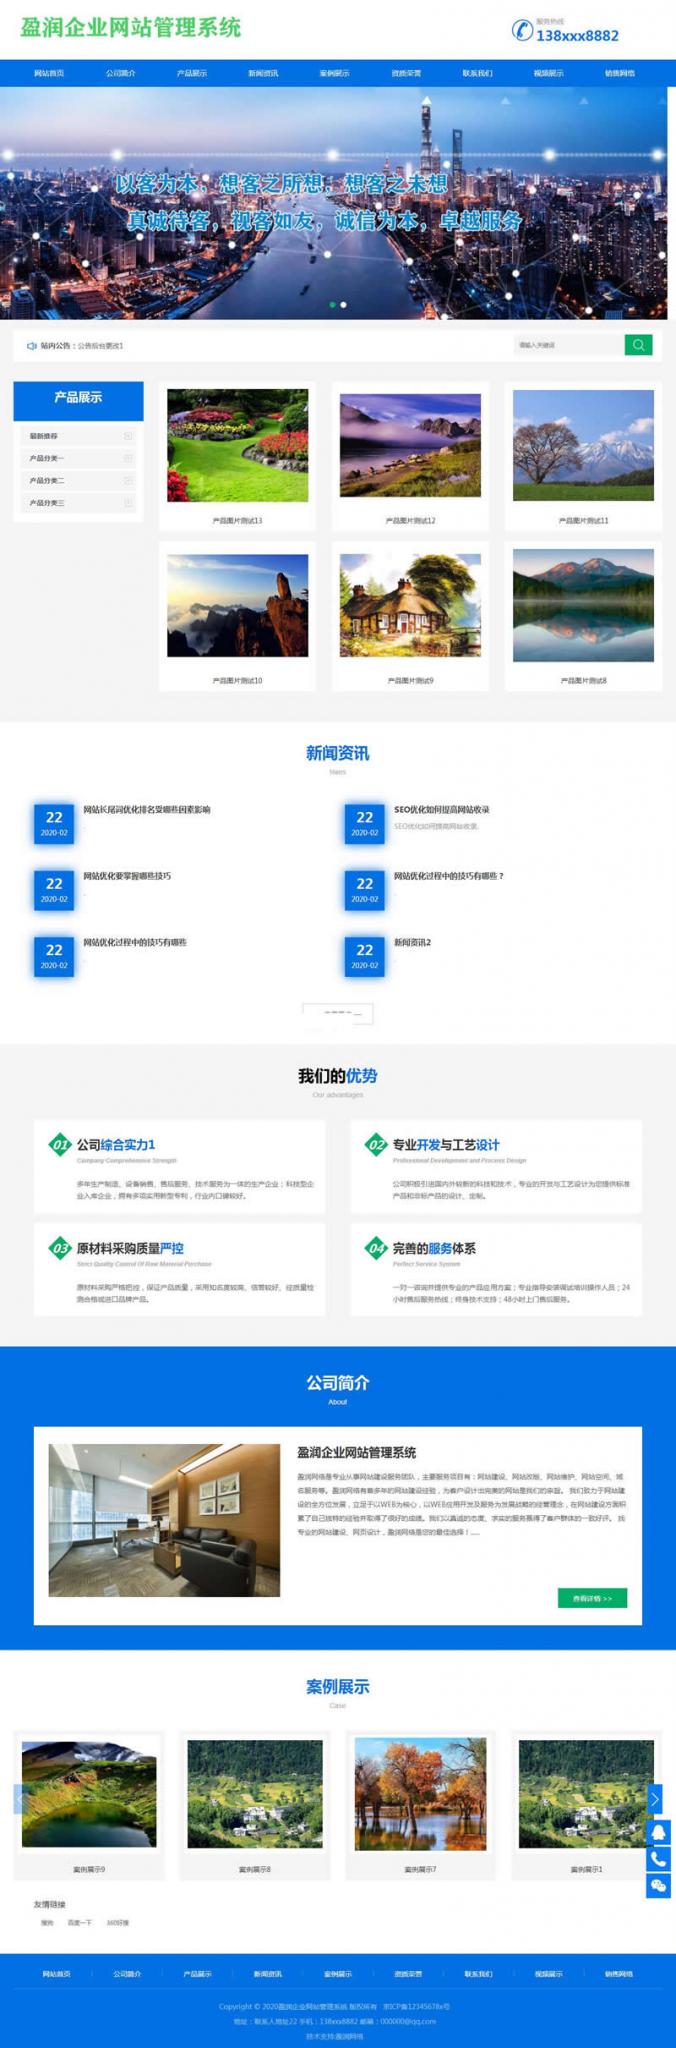 盈润企业网站管理系统
服务热线
138xxx8882
网站首页 公司简介 产品展示 新闻资讯 案例展示 资质荣誉 联系我们 视频展示 销售网络
以客为本，想客之所想，想客之未想
真诚待客，视客如友，诚信为本，卓越服务
站内公告：公告后台更改1
请输入关键词
产品展示
最新推荐
产品分类一
产品分类二
产品分类三
产品图片测试13 产品图片测试12 产品图片测试11
产品图片测试10 产品图片测试9 产品图片测试8
新闻资讯
News
22
2020-02
网站长尾词优化排名受哪些因素影响
22
2020-02
SEO优化如何提高网站收录
SEO优化如何提高网站收录.
22
2020-02
网站优化要掌握哪些技巧
22
2020-02
网站优化过程中的技巧有哪些？
22
2020-02
网站优化过程中的技巧有哪些
22
2020-02
新闻资讯2
我们的优势
Our advantages
01 公司综合实力1
Company Comprehensive Strength
多年生产制造、设备销售、售后服务、技术服务为一体的生产企业；科技型企
业入库企业，拥有多项实用新型专利，行业内口碑较好。
02 专业开发与工艺设计
Professional Development and Process Design
公司积极引进国内外较新的科技和技术，专业的开发与工艺设计为您提供标准
产品和非标产品的设计、定制。
03 原材料采购质量严控
Strict Quality Control Of Raw Material Purchase
原材料采购严格把控，保证产品质量，采用知名度较高、信誉较好、经质量检
测合格或进口品牌产品。
04 完善的服务体系
Perfect Service System
一对一咨询并提供专业的产品应用方案；专业指导安装调试培训操作人员；24
小时售后服务热线；终身技术支持；48小时上门售后服务。
公司简介
About
盈润企业网站管理系统
盈润网络是专业从事网站建设服务团队，主要服务项目有：网站建设、网站改版、网站维护、网站空间、域
名服务等。盈润网络有着多年的网站建设经验，为客户设计出完美的网站是我们的宗旨。 我们致力于网站建
设的全方位发展，立足于以WEB为核心，以WEB应用开发及服务为发展战略的经营理念，在网站建设方面积
累了自己独特的经验并取得了很好的成绩。我们以真诚的态度、求实的服务赢得了客户群体的一致好评。 找
专业的网站建设、网页设计，盈润网络是您的最佳选择！......
查看详情 >>
案例展示
Case
案例展示9 案例展示8 案例展示7 案例展示1
友情链接
搜狗 百度一下 360好搜
网站首页 公司简介 产品展示 新闻资讯 案例展示 资质荣誉 联系我们 视频展示 销售网络
Copyright © 2020盈润企业网站管理系统 版权所有 京ICP备12345678x号
地址：联系人地址22 手机：138xxx8882 邮箱：000000@qq.com
技术支持:盈润网络